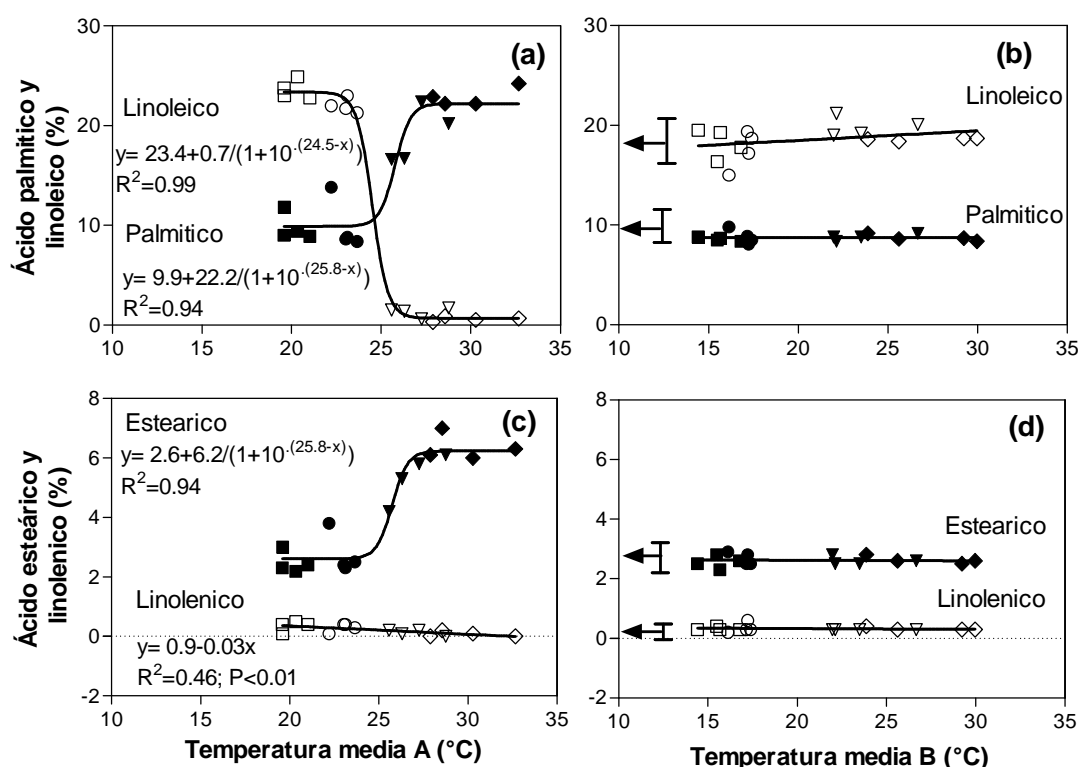 Ácido palmitico y
linoleico (%)
30
20
10
0
(a)
Linoleico
y= 23.4+0.7/(1+10^.(24.5-x))
R²=0.99
Palmitico
y= 9.9+22.2/(1+10^.(25.8-x))
R²=0.94
10 15 20 25 30 35
30
20
10
0
(b)
Linoleico
Palmitico
10 15 20 25 30 35
Ácido esteárico y
linolenico (%)
8
6
4
2
0
-2
(c)
Estearico
y= 2.6+6.2/(1+10^.(25.8-x))
R²=0.94
Linolenico
y= 0.9-0.03x
R²=0.46; P<0.01
10 15 20 25 30 35
Temperatura media A (°C)
8
6
4
2
0
-2
(d)
Estearico
Linolenico
10 15 20 25 30 35
Temperatura media B (°C)